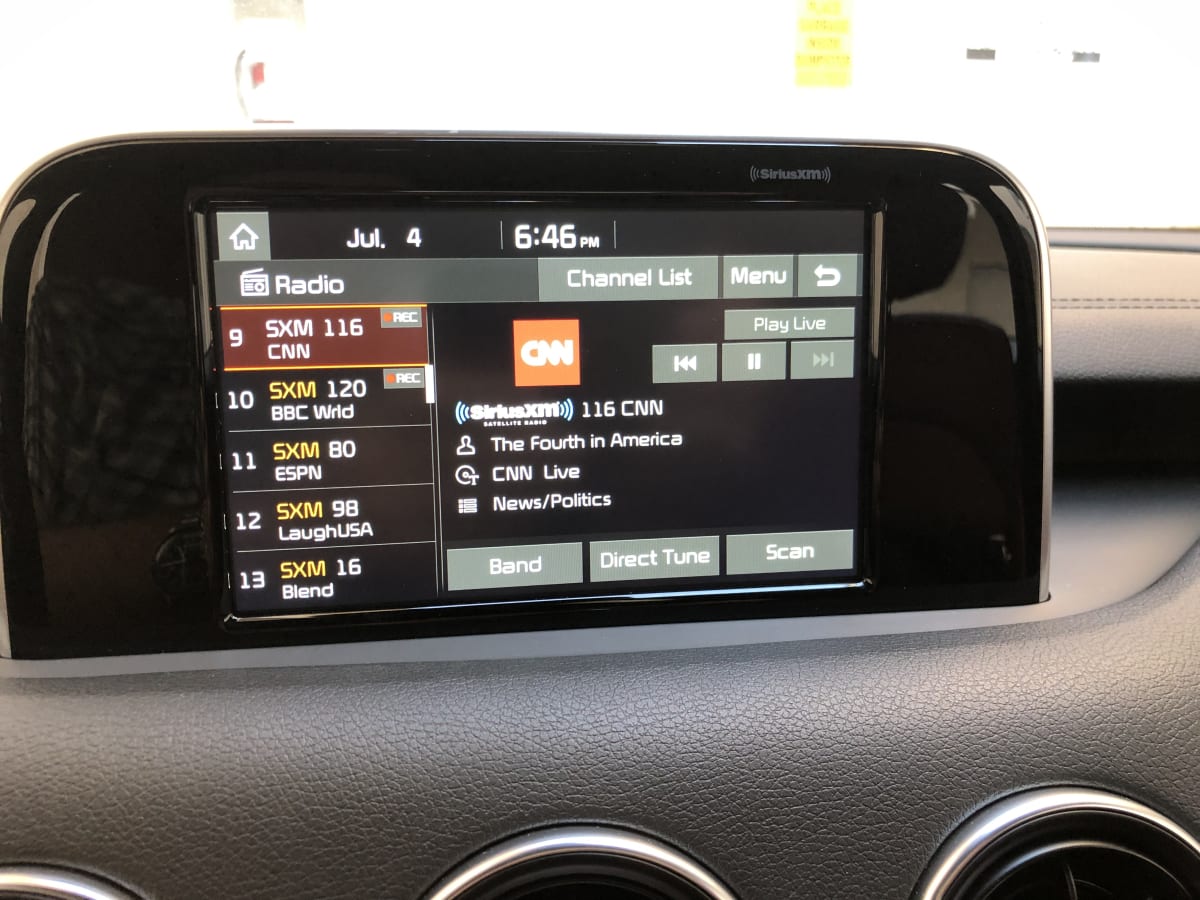 SiriusXM
Jul. 4
6:46 PM
Radio
Channel List
Menu
9
SXM 116
REC
CNN
10
SXM 120
REC
BBC Wrld
11
SXM 80
ESPN
12
SXM 98
LaughUSA
13
SXM 16
Blend
CNN
Play Live
SiriusXM 116 CNN
SATELLITE RADIO
The Fourth in America
CNN Live
News/Politics
Band
Direct Tune
Scan